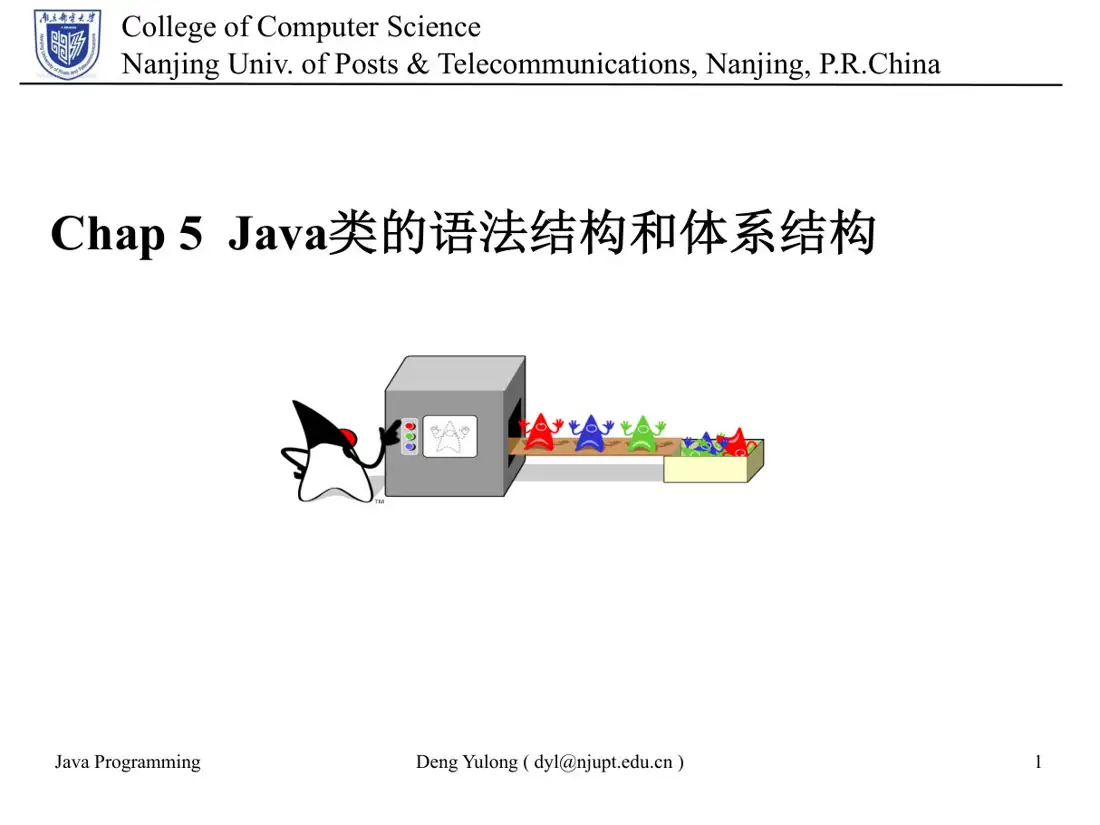 College of Computer Science
Nanjing Univ. of Posts & Telecommunications, Nanjing, P.R.China
Chap 5 Java类的语法结构和体系结构
TM
Java Programming
Deng Yulong ( dyl@njupt.edu.cn )
1